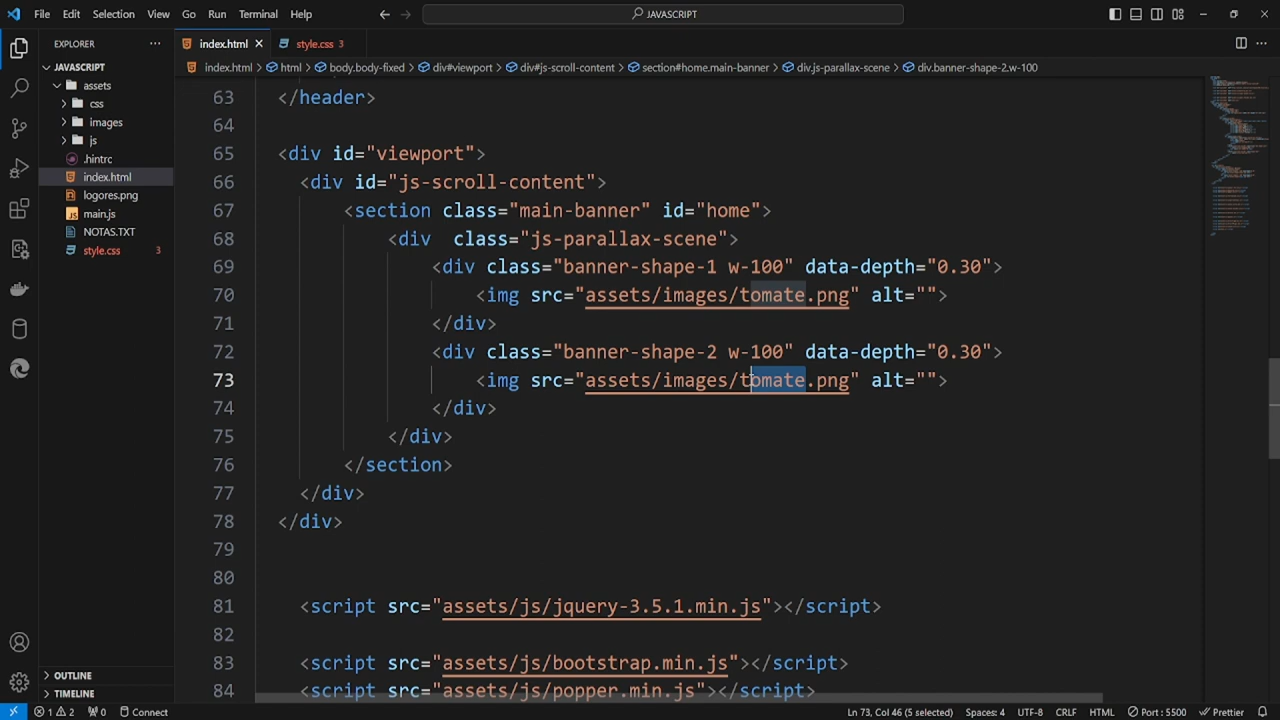 File Edit Selection View Go Run Terminal Help
JAVASCRIPT
EXPLORER
index.html
style.css 3
JAVASCRIPT
index.html > html > body.body-fixed > div#viewport > div#js-scroll-content > section#home.main-banner > div.js-parallax-scene > div.banner-shape-2.w-100
assets
css
images
js
.hintrc
index.html
logores.png
main.js
NOTAS.TXT
style.css 3
63 </header>
64
65 <div id="viewport">
66 <div id="js-scroll-content">
67 <section class="main-banner" id="home">
68 <div  class="js-parallax-scene">
69 <div class="banner-shape-1 w-100" data-depth="0.30">
70 <img src="assets/images/tomate.png" alt="">
71 </div>
72 <div class="banner-shape-2 w-100" data-depth="0.30">
73 <img src="assets/images/tomate.png" alt="">
74 </div>
75 </div>
76 </section>
77 </div>
78 </div>
79
80
81 <script src="assets/js/jquery-3.5.1.min.js"></script>
82
83 <script src="assets/js/bootstrap.min.js"></script>
84 <script src="assets/js/popper.min.js"></script>
OUTLINE
TIMELINE
1 2 0 Connect Ln 73, Col 46 (5 selected) Spaces: 4 UTF-8 CRLF HTML Port : 5500 Prettier